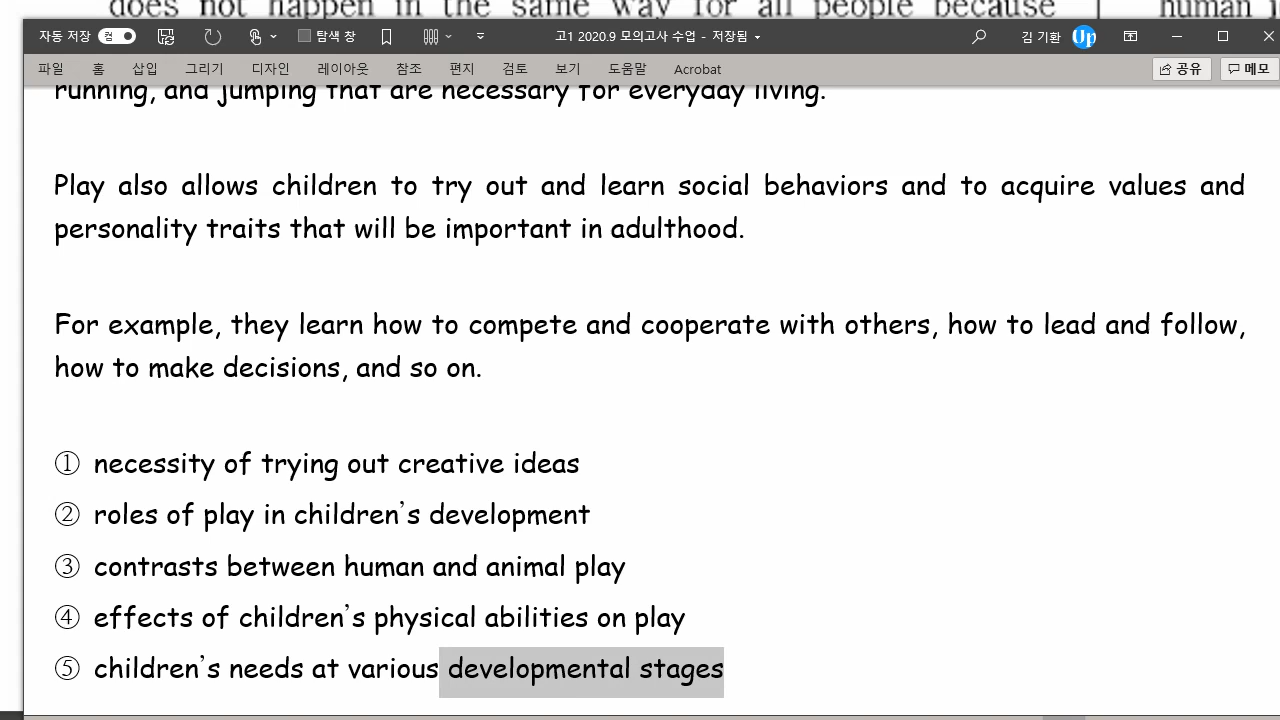 does not happen in the same way for all people because
human i
자동 저장 컴 탐색 창 고1 2020.9 모의고사 수업 - 저장됨 김 기환 Up
파일 홈 삽입 그리기 디자인 레이아웃 참조 편지 검토 보기 도움말 Acrobat 공유 메모
running, and jumping that are necessary for everyday living.
Play also allows children to try out and learn social behaviors and to acquire values and
personality traits that will be important in adulthood.
For example, they learn how to compete and cooperate with others, how to lead and follow,
how to make decisions, and so on.
① necessity of trying out creative ideas
② roles of play in children's development
③ contrasts between human and animal play
④ effects of children's physical abilities on play
⑤ children's needs at various developmental stages